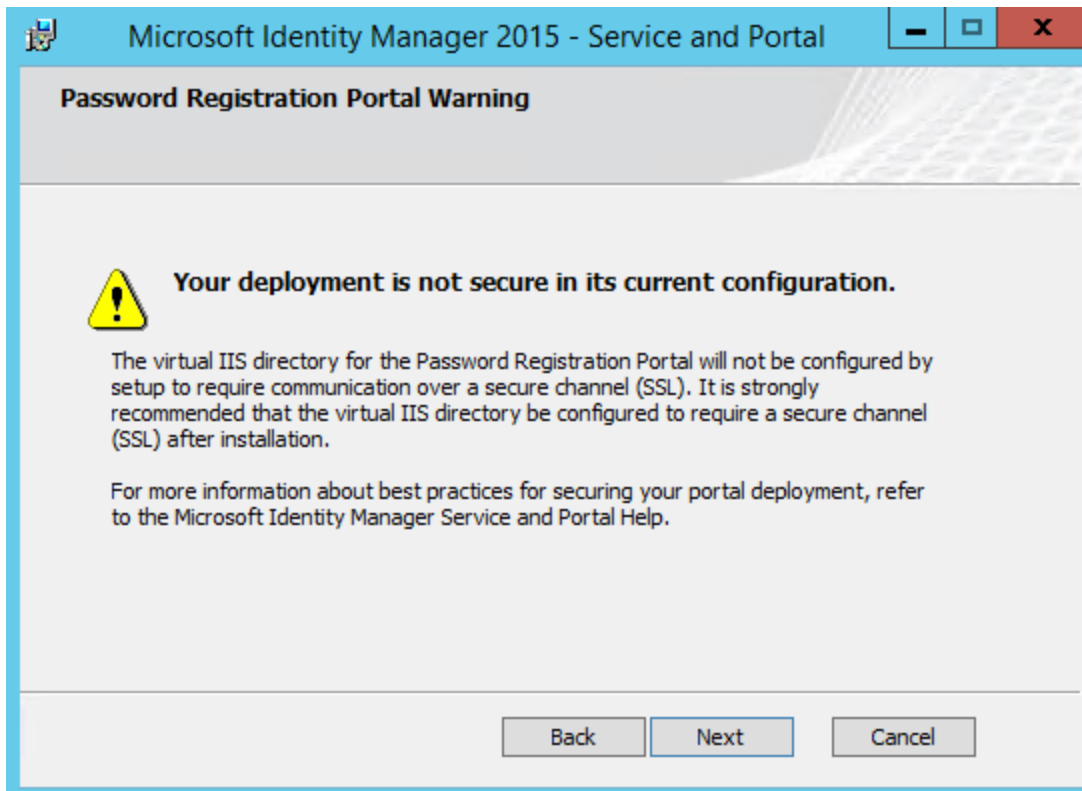 Microsoft Identity Manager 2015 - Service and Portal
Password Registration Portal Warning
Your deployment is not secure in its current configuration.
The virtual IIS directory for the Password Registration Portal will not be configured by
setup to require communication over a secure channel (SSL). It is strongly
recommended that the virtual IIS directory be configured to require a secure channel
(SSL) after installation.
For more information about best practices for securing your portal deployment, refer
to the Microsoft Identity Manager Service and Portal Help.
Back Next Cancel